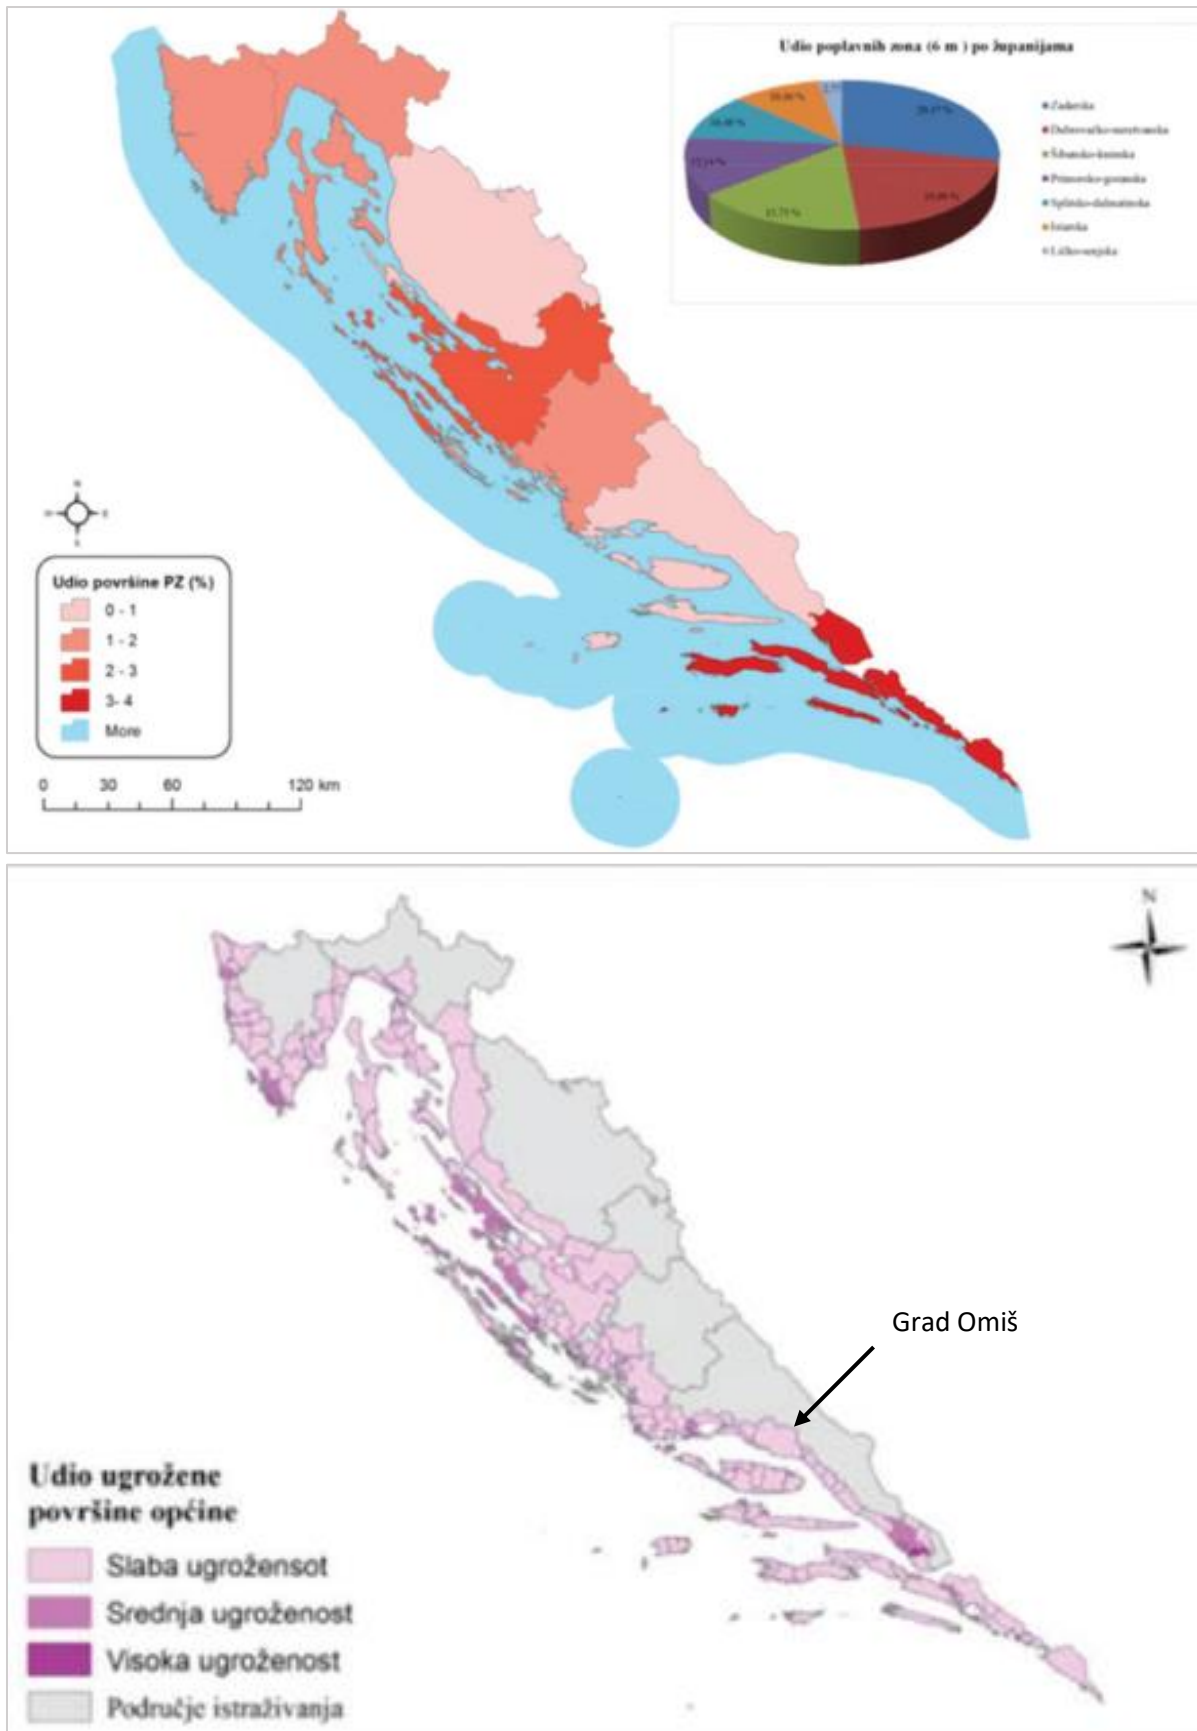 Udio poplavnih zona (6 m ) po županijama
Zadarska
Dubrovačko-neretvanska
Šibensko-kninska
Primorsko-goranska
Splitsko-dalmatinska
Istarska
Ličko-senjska
15.75 %
N
E
S
Udio površine PZ (%)
0 - 1
1 - 2
2 - 3
3- 4
More
0 30 60 120 km
N
Grad Omiš
Udio ugrožene
površine općine
Slaba ugrožensot
Srednja ugroženost
Visoka ugroženost
Područje istraživanja